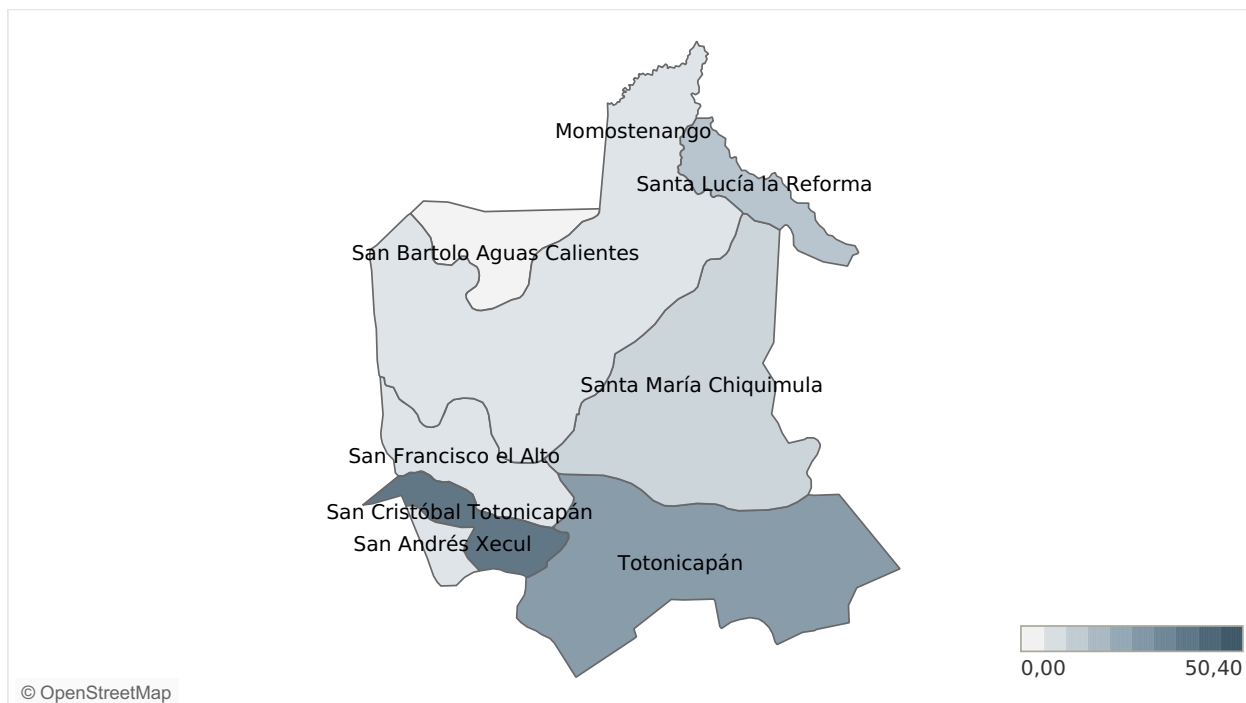 Momostenango
Santa Lucía la Reforma
San Bartolo Aguas Calientes
Santa María Chiquimula
San Francisco el Alto
San Cristóbal Totonicapán
San Andrés Xecul
Totonicapán
0,00 50,40
© OpenStreetMap